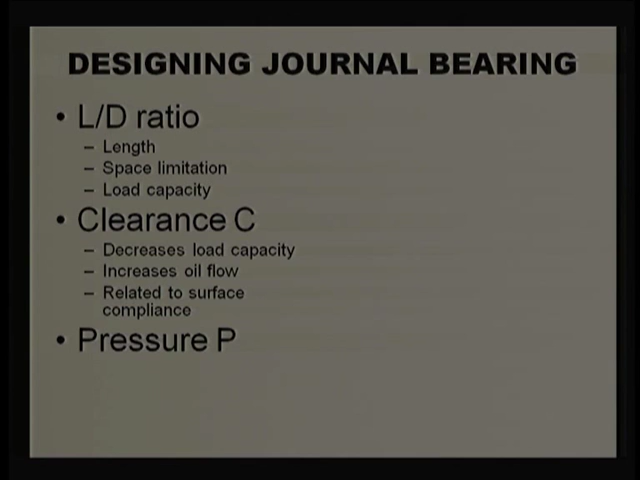 DESIGNING JOURNAL BEARING
• L/D ratio
– Length
– Space limitation
– Load capacity
• Clearance C
– Decreases load capacity
– Increases oil flow
– Related to surface
compliance
• Pressure P